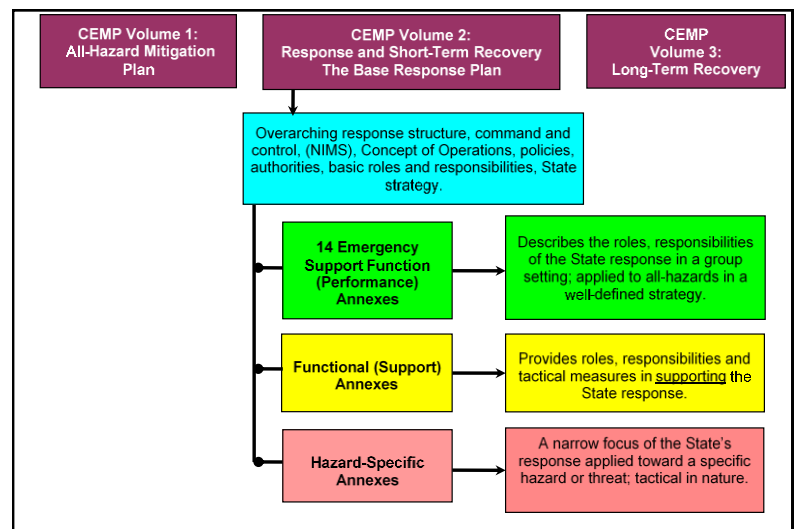 CEMP Volume 1:
All-Hazard Mitigation
Plan
CEMP Volume 2:
Response and Short-Term Recovery
The Base Response Plan
CEMP
Volume 3:
Long-Term Recovery
Overarching response structure, command and
control, (NIMS), Concept of Operations, policies,
authorities, basic roles and responsibilities, State
strategy.
14 Emergency
Support Function
(Performance)
Annexes
Describes the roles, responsibilities
of the State response in a group
setting; applied to all-hazards in a
well-defined strategy.
Functional (Support)
Annexes
Provides roles, responsibilities and
tactical measures in supporting the
State response.
Hazard-Specific
Annexes
A narrow focus of the State's
response applied toward a specific
hazard or threat; tactical in nature.